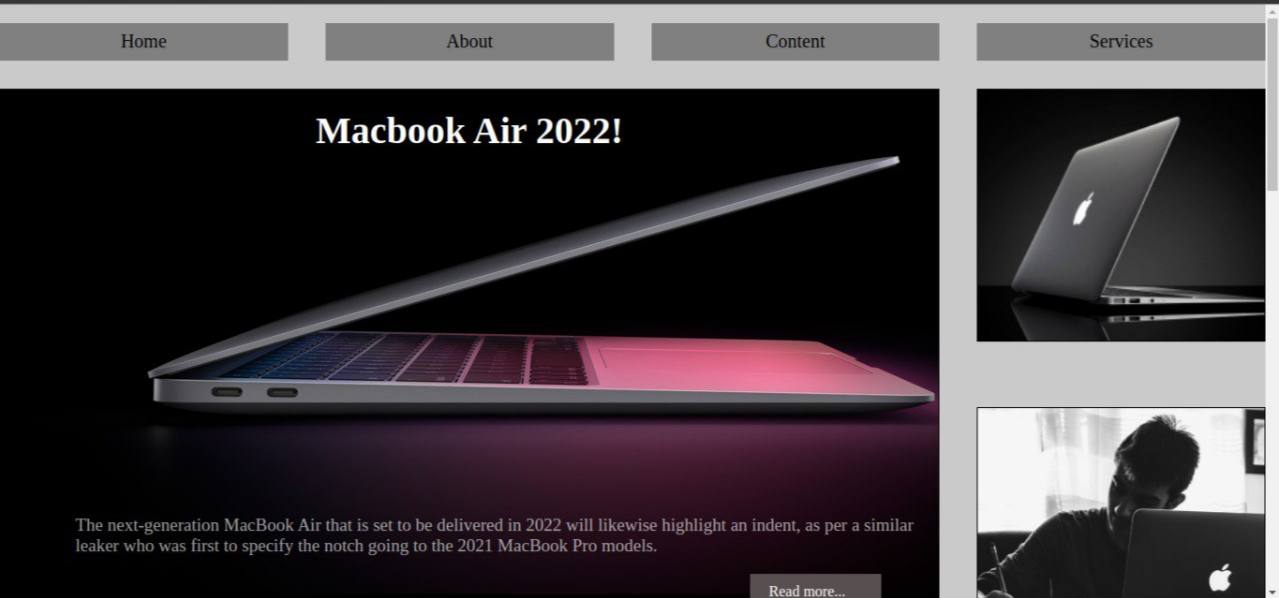 Home
About
Content
Services
Macbook Air 2022!
The next-generation MacBook Air that is set to be delivered in 2022 will likewise highlight an indent, as per a similar
leaker who was first to specify the notch going to the 2021 MacBook Pro models.
Read more...